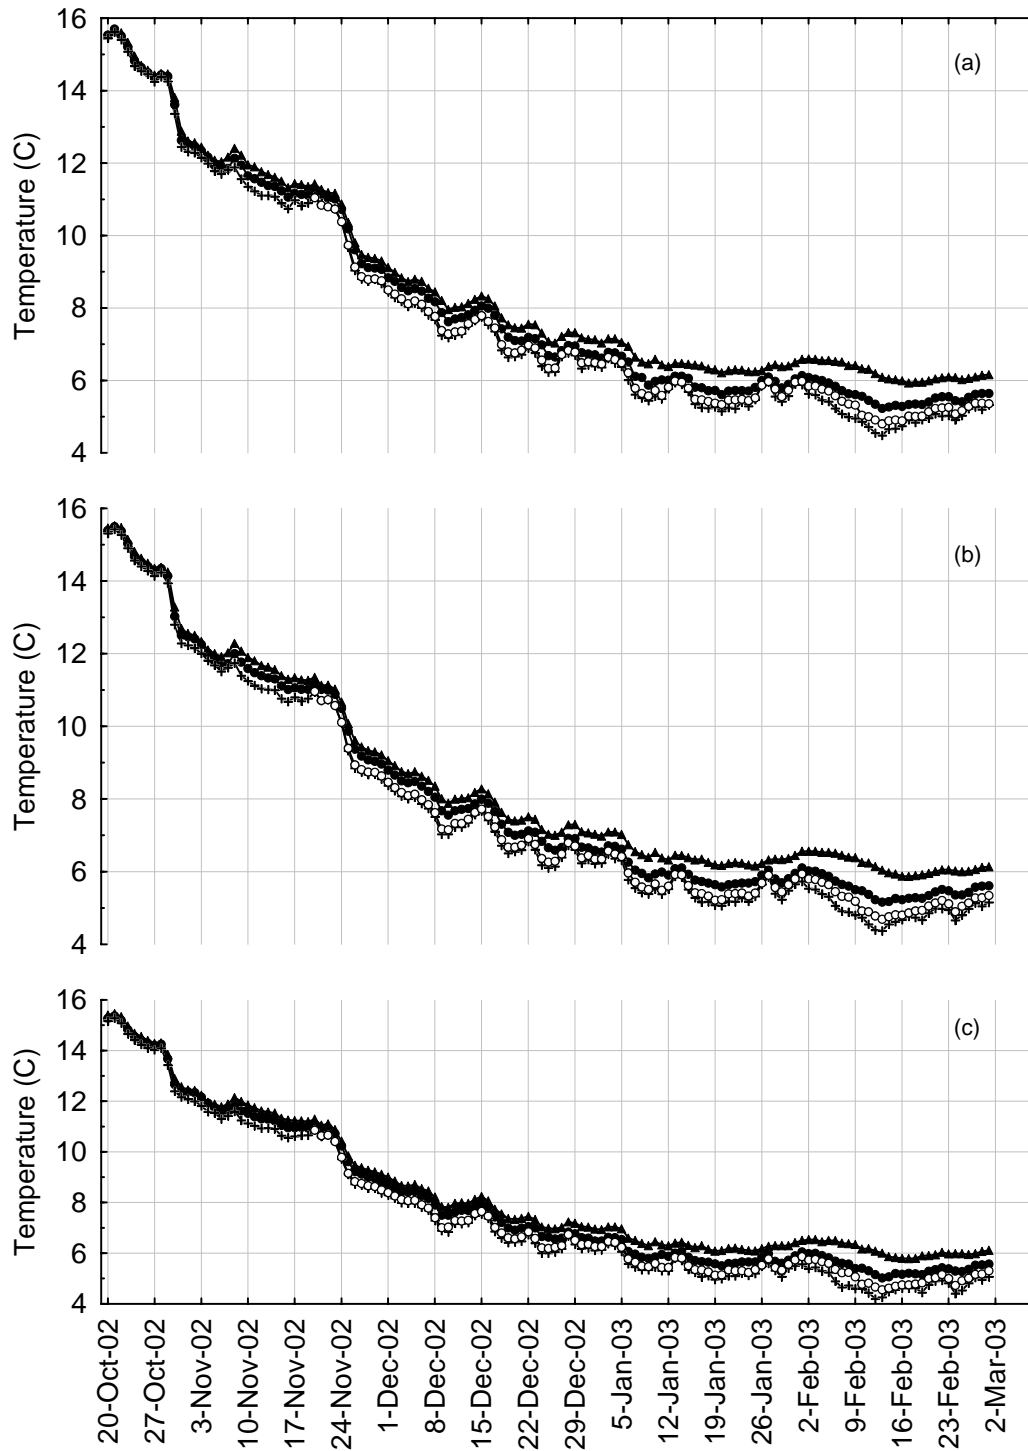 16
(a)
14
12
10
8
6
4
Temperature (C)
16
(b)
14
12
10
8
6
4
Temperature (C)
16
(c)
14
12
10
8
6
4
Temperature (C)
20-Oct-02
27-Oct-02
3-Nov-02
10-Nov-02
17-Nov-02
24-Nov-02
1-Dec-02
8-Dec-02
15-Dec-02
22-Dec-02
29-Dec-02
5-Jan-03
12-Jan-03
19-Jan-03
26-Jan-03
2-Feb-03
9-Feb-03
16-Feb-03
23-Feb-03
2-Mar-03